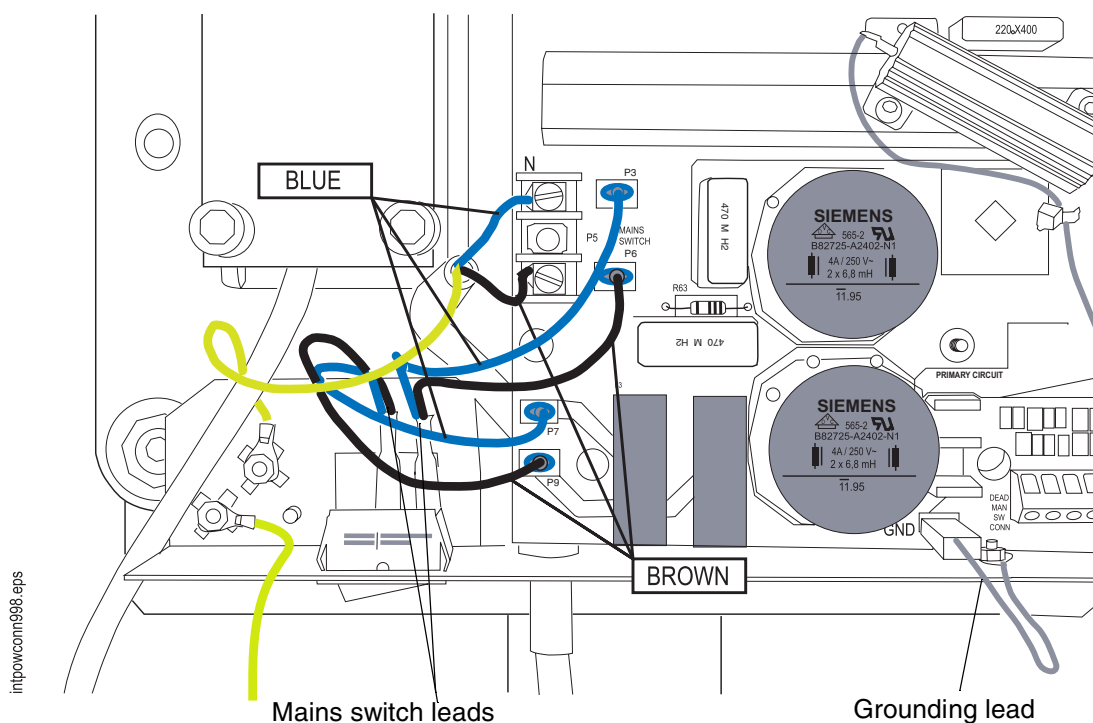 220 X400
N
BLUE
P3
P5
MAINS
SWITCH
P6
470 M H2
R63
470 M H2
SIEMENS
565-2
B82725-A2402-N1
4A / 250 V~
2 x 6,8 mH
11.95
PRIMARY CIRCUIT
SIEMENS
565-2
B82725-A2402-N1
4A / 250 V~
2 x 6,8 mH
11.95
P7
P9
DEAD
MAN
SW
CONN
GND
BROWN
intpowconn998.eps
Mains switch leads
Grounding lead